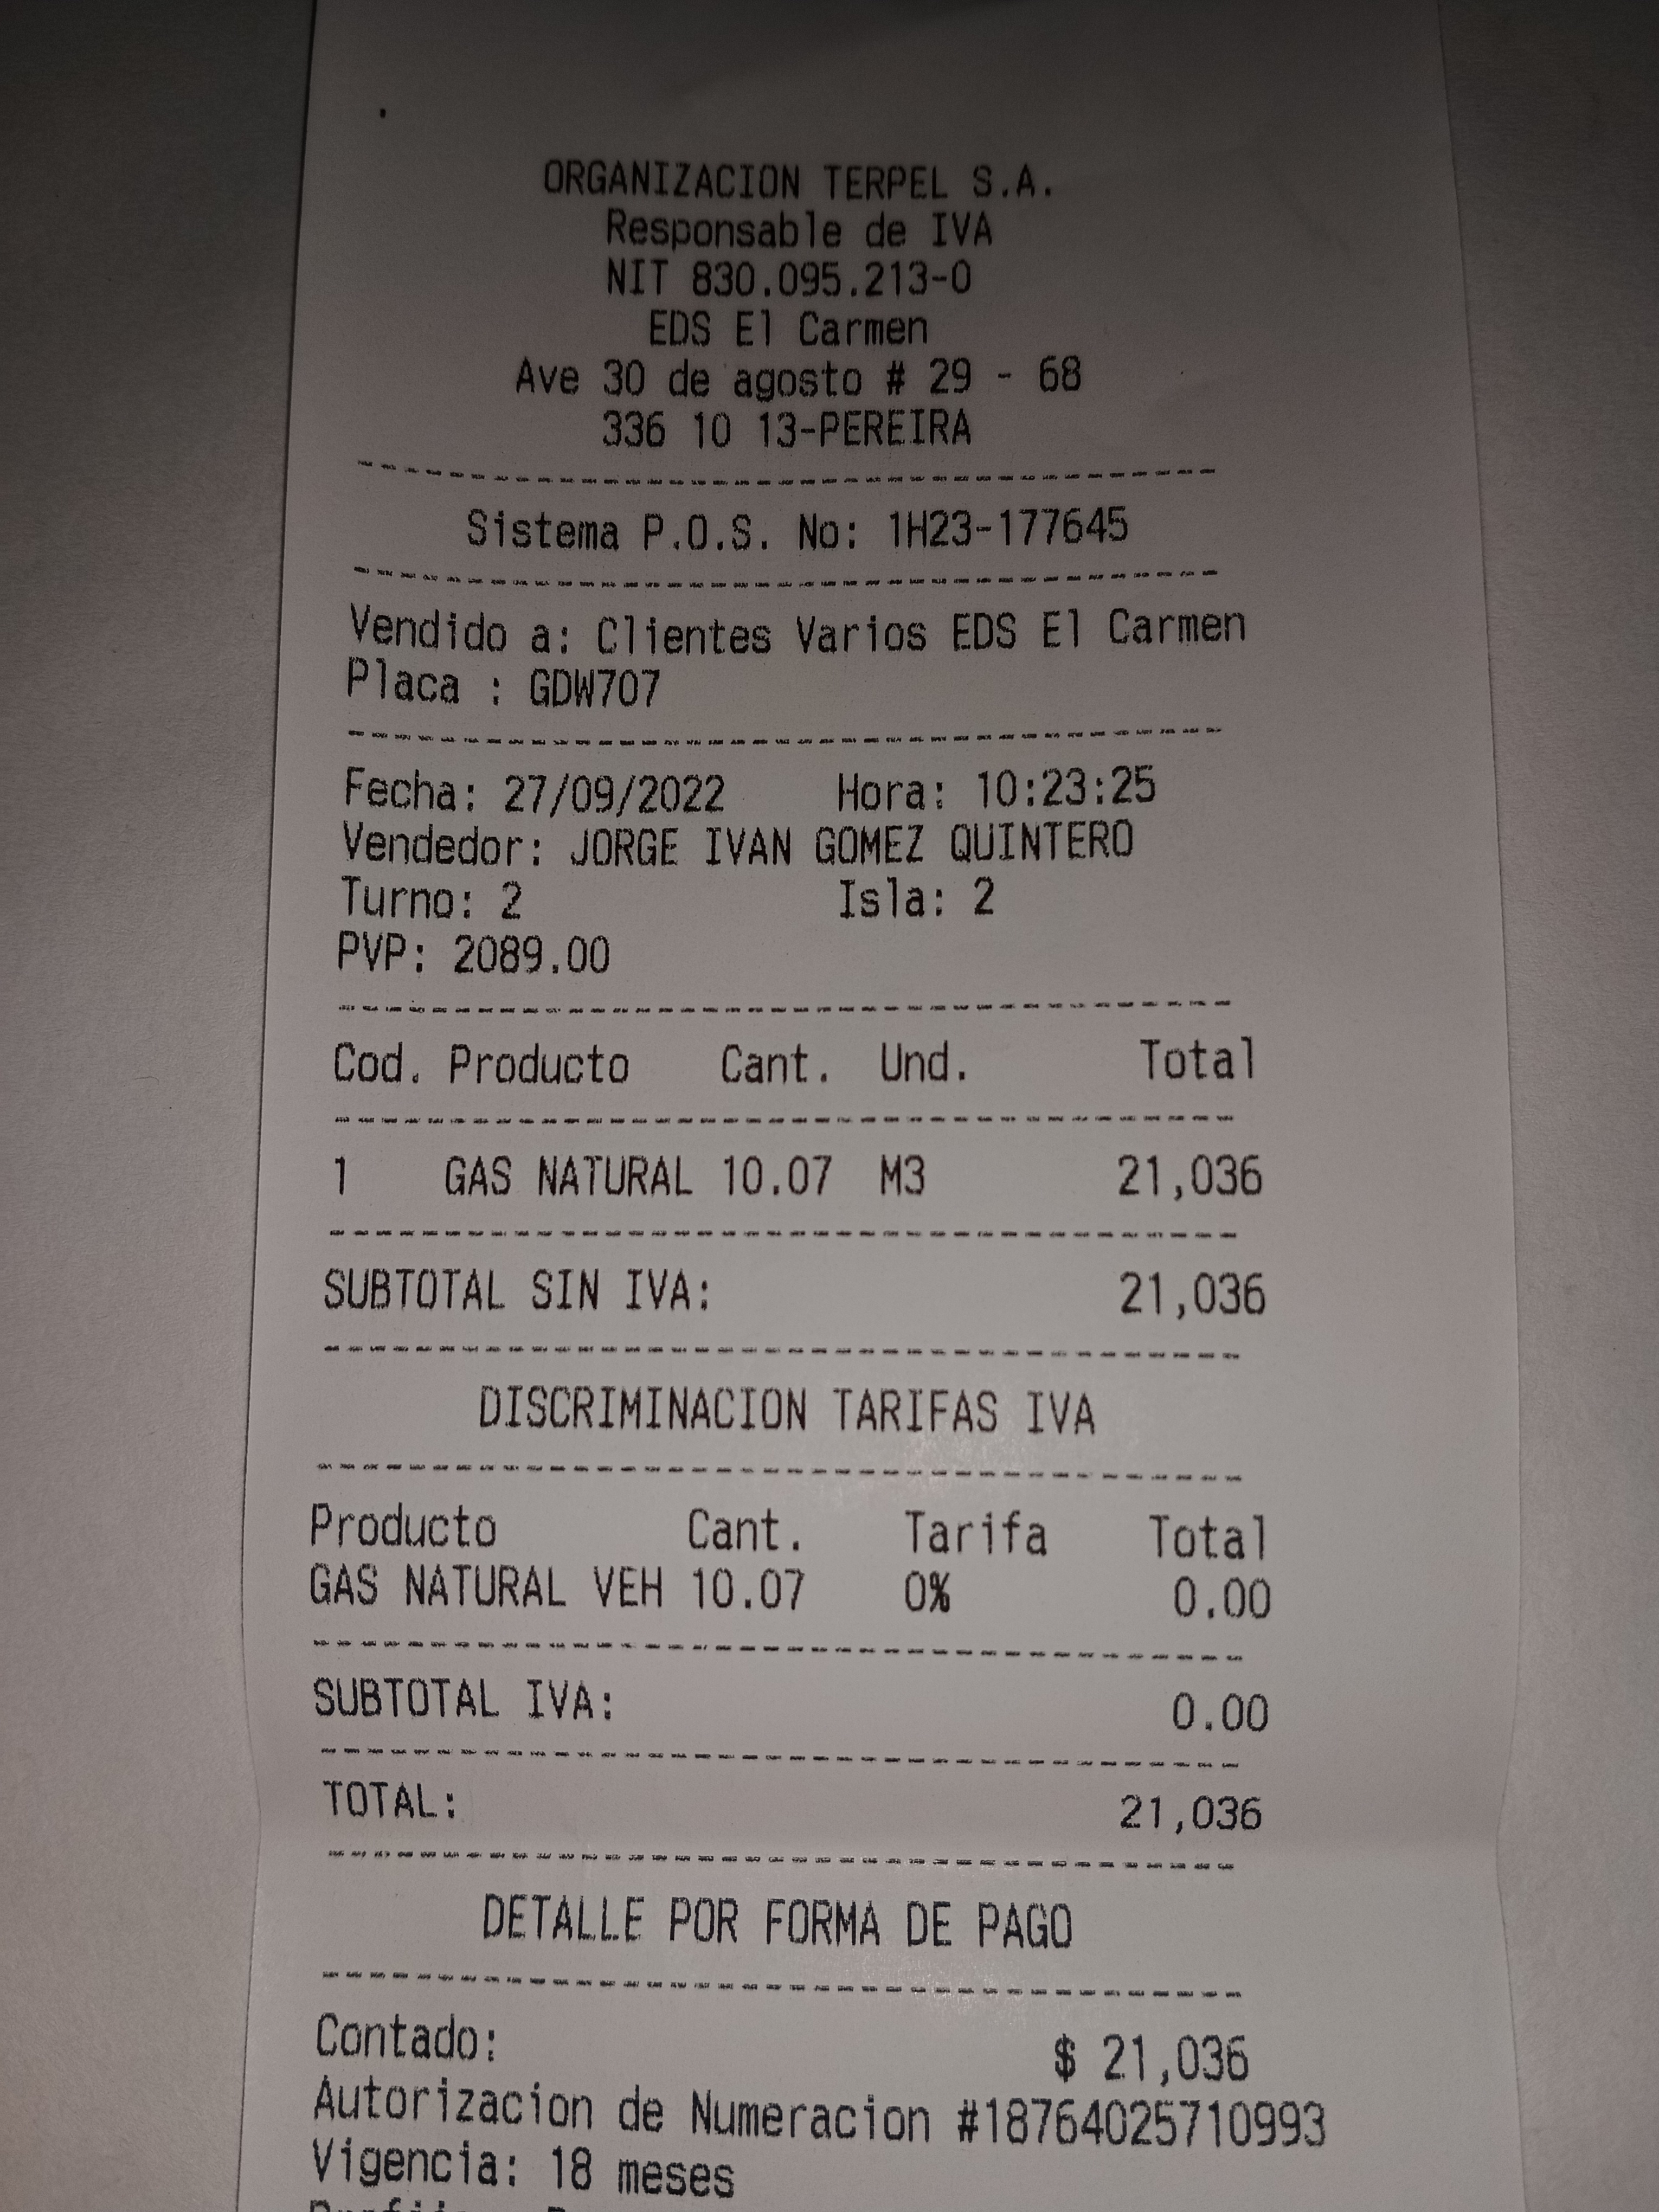 ORGANIZACION TERPEL S.A.
Responsable de IVA
NIT 830.095.213-0
EDS El Carmen
Ave 30 de agosto # 29 - 68
336 10 13-PEREIRA
Sistema P.O.S. No: 1H23-177645
Vendido a: Clientes Varios EDS El Carmen
Placa : GDW707
Fecha: 27/09/2022 Hora: 10:23:25
Vendedor: JORGE IVAN GOMEZ QUINTERO
Turno: 2 Isla: 2
PVP: 2089.00
Cod. Producto Cant. Und. Total
1 GAS NATURAL 10.07 M3 21,036
SUBTOTAL SIN IVA: 21,036
DISCRIMINACION TARIFAS IVA
Producto Cant. Tarifa Total
GAS NATURAL VEH 10.07 0% 0.00
SUBTOTAL IVA: 0.00
TOTAL: 21,036
DETALLE POR FORMA DE PAGO
Contado: $ 21,036
Autorizacion de Numeracion #18764025710993
Vigencia: 18 meses